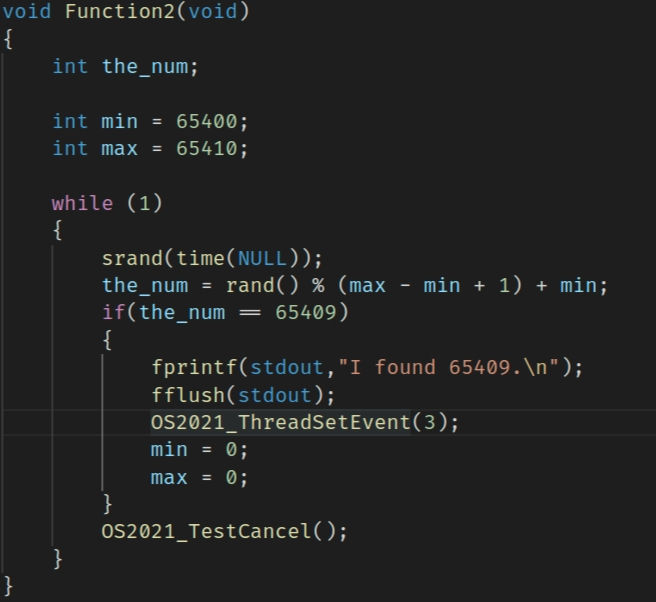 void Function2(void)
{
    int the_num;

    int min = 65400;
    int max = 65410;

    while (1)
    {
        srand(time(NULL));
        the_num = rand() % (max - min + 1) + min;
        if(the_num == 65409)
        {
            fprintf(stdout,"I found 65409.\n");
            fflush(stdout);
            OS2021_ThreadSetEvent(3);
            min = 0;
            max = 0;
        }
        OS2021_TestCancel();
    }
}